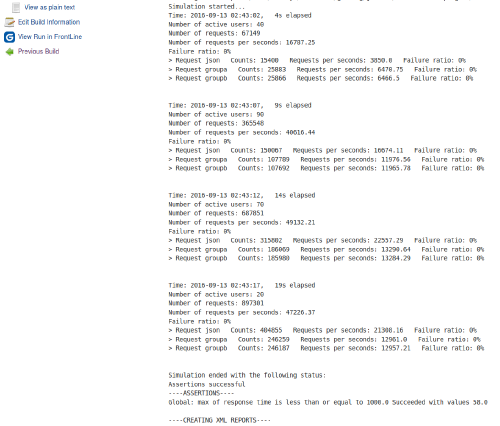 View as plain text
Edit Build Information
View Run in FrontLine
Previous Build
Simulation started...
Time: 2016-09-13 02:43:02, 4s elapsed
Number of active users: 40
Number of requests: 67149
Number of requests per seconds: 16787.25
Failure ratio: 0%
> Request json Counts: 15400 Requests per seconds: 3850.0 Failure ratio: 0%
> Request groupa Counts: 25883 Requests per seconds: 6470.75 Failure ratio: 0%
> Request groupb Counts: 25866 Requests per seconds: 6466.5 Failure ratio: 0%
Time: 2016-09-13 02:43:07, 9s elapsed
Number of active users: 90
Number of requests: 365548
Number of requests per seconds: 40616.44
Failure ratio: 0%
> Request json Counts: 150067 Requests per seconds: 16674.11 Failure ratio: 0%
> Request groupa Counts: 107789 Requests per seconds: 11976.56 Failure ratio: 0%
> Request groupb Counts: 107692 Requests per seconds: 11965.78 Failure ratio: 0%
Time: 2016-09-13 02:43:12, 14s elapsed
Number of active users: 70
Number of requests: 687851
Number of requests per seconds: 49132.21
Failure ratio: 0%
> Request json Counts: 315802 Requests per seconds: 22557.29 Failure ratio: 0%
> Request groupa Counts: 186069 Requests per seconds: 13290.64 Failure ratio: 0%
> Request groupb Counts: 185980 Requests per seconds: 13284.29 Failure ratio: 0%
Time: 2016-09-13 02:43:17, 19s elapsed
Number of active users: 20
Number of requests: 897301
Number of requests per seconds: 47226.37
Failure ratio: 0%
> Request json Counts: 404855 Requests per seconds: 21308.16 Failure ratio: 0%
> Request groupa Counts: 246259 Requests per seconds: 12961.0 Failure ratio: 0%
> Request groupb Counts: 246187 Requests per seconds: 12957.21 Failure ratio: 0%
Simulation ended with the following status:
Assertions successful
----ASSERTIONS----
Global: max of response time is less than or equal to 1000.0 Succeeded with values 58.0
----CREATING XML REPORTS----